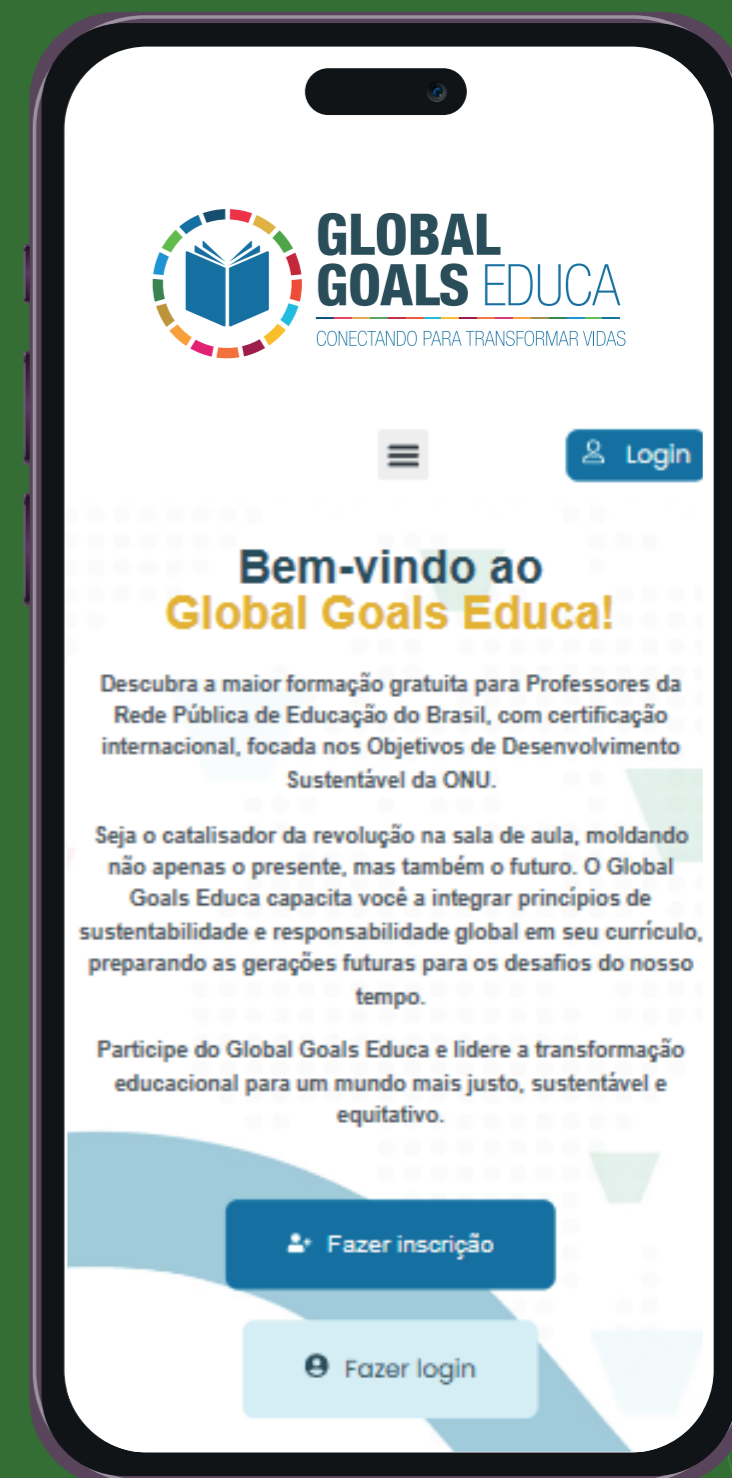 GLOBAL
GOALS EDUCA
CONECTANDO PARA TRANSFORMAR VIDAS
Login
Bem-vindo ao
Global Goals Educa!
Descubra a maior formação gratuita para Professores da
Rede Pública de Educação do Brasil, com certificação
internacional, focada nos Objetivos de Desenvolvimento
Sustentável da ONU.
Seja o catalisador da revolução na sala de aula, moldando
não apenas o presente, mas também o futuro. O Global
Goals Educa capacita você a integrar princípios de
sustentabilidade e responsabilidade global em seu currículo,
preparando as gerações futuras para os desafios do nosso
tempo.
Participe do Global Goals Educa e lidere a transformação
educacional para um mundo mais justo, sustentável e
equitativo.
Fazer inscrição
Fazer login